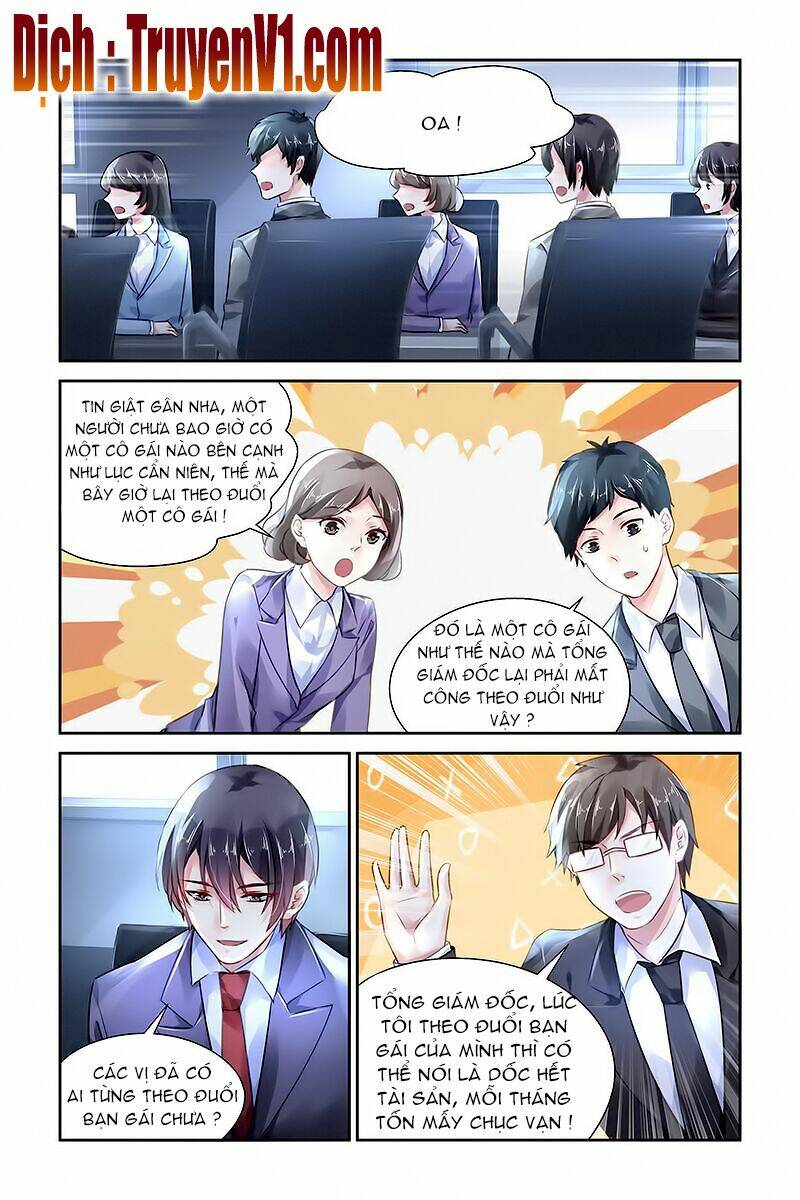 Dịch : TruyenV1.com
OA !
TIN GIẬT GÂN NHA, MỘT
NGƯỜI CHƯA BAO GIỜ CÓ
MỘT CÔ GÁI NÀO BÊN CẠNH
NHƯ LỤC CẨN NIÊN, THẾ MÀ
BÂY GIỜ LẠI THEO ĐUỔI
MỘT CÔ GÁI !
ĐÓ LÀ MỘT CÔ GÁI
NHƯ THẾ NÀO MÀ TỔNG
GIÁM ĐỐC LẠI PHẢI MẤT
CÔNG THEO ĐUỔI NHƯ
VẬY ?
CÁC VỊ ĐÃ CÓ
AI TỪNG THEO ĐUỔI
BẠN GÁI CHƯA ?
TỔNG GIÁM ĐỐC, LÚC
TÔI THEO ĐUỔI BẠN
GÁI CỦA MÌNH THÌ CÓ
THỂ NÓI LÀ DỐC HẾT
TÀI SẢN, MỖI THÁNG
TỐN MẤY CHỤC VẠN !